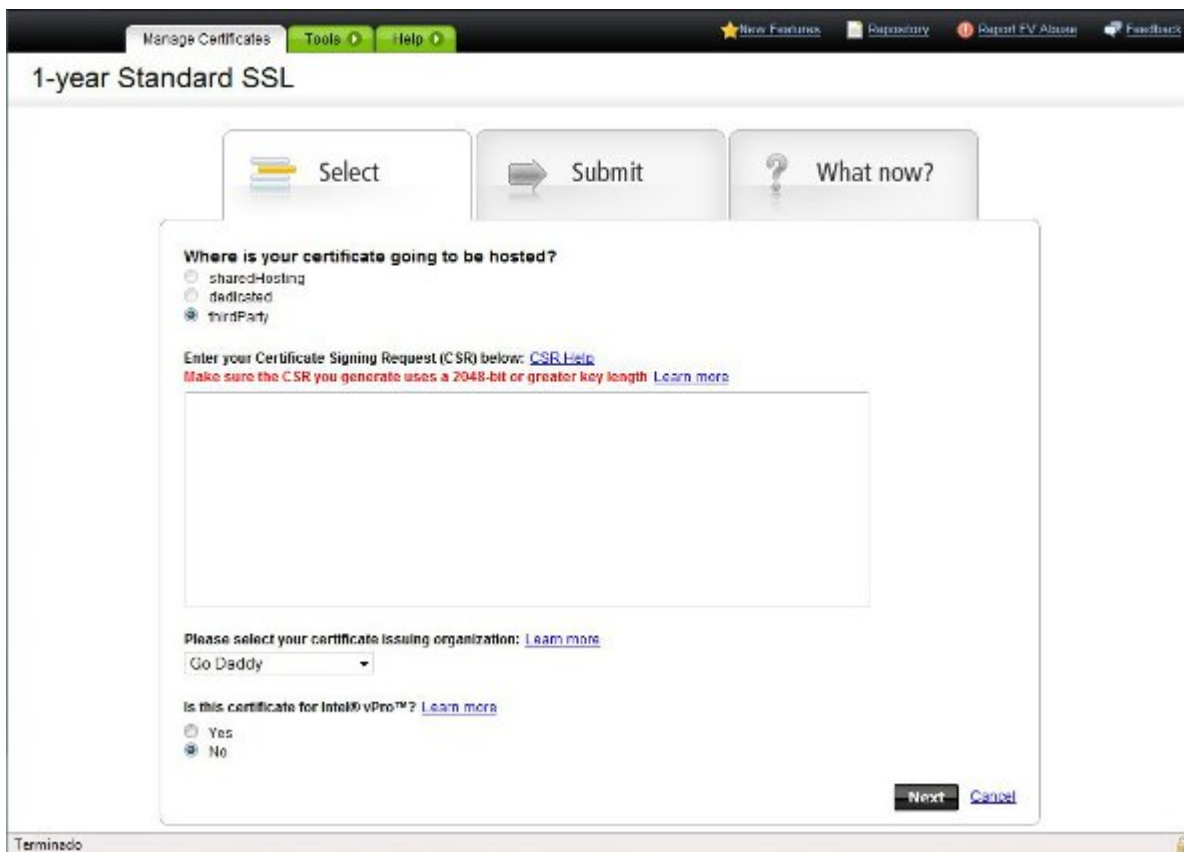 Manage Certificates Tools Help New Features Repository Report EV Abuse Feedback
1-year Standard SSL
Select Submit What now?
Where is your certificate going to be hosted?
sharedHosting
dedicated
thirdParty
Enter your Certificate Signing Request (CSR) below: CSR Help
Make sure the CSR you generate uses a 2048-bit or greater key length Learn more
Please select your certificate issuing organization: Learn more
Go Daddy
Is this certificate for Intel® vPro™? Learn more
Yes
No
Next Cancel
Terminado